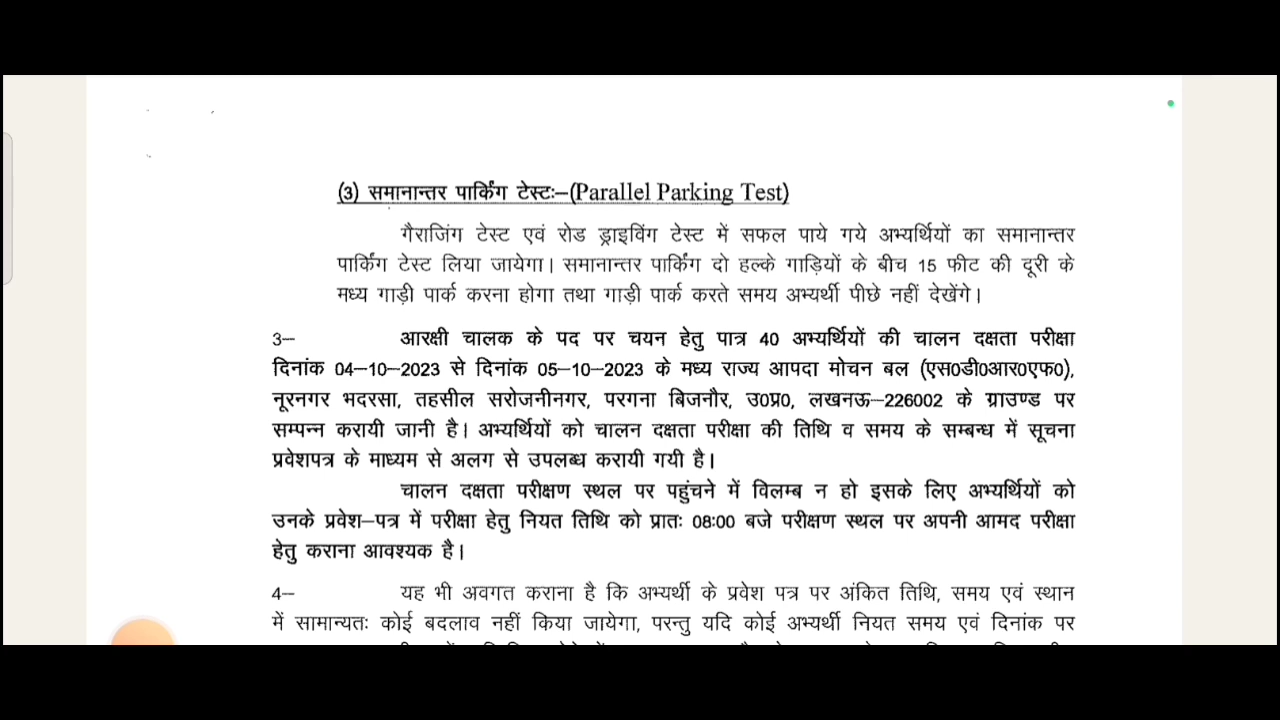 (3) समानान्तर पार्किंग टेस्टः–(Parallel Parking Test)
गैराजिंग टेस्ट एवं रोड ड्राइविंग टेस्ट में सफल पाये गये अभ्यर्थियों का समानान्तर
पार्किंग टेस्ट लिया जायेगा। समानान्तर पार्किंग दो हल्के गाड़ियों के बीच 15 फीट की दूरी के
मध्य गाड़ी पार्क करना होगा तथा गाड़ी पार्क करते समय अभ्यर्थी पीछे नहीं देखेंगे।
3– आरक्षी चालक के पद पर चयन हेतु पात्र 40 अभ्यर्थियों की चालन दक्षता परीक्षा
दिनांक 04–10–2023 से दिनांक 05–10–2023 के मध्य राज्य आपदा मोचन बल (एस0डी0आर0एफ0),
नूरनगर भदरसा, तहसील सरोजनीनगर, परगना बिजनौर, उ0प्र0, लखनऊ–226002 के ग्राउण्ड पर
सम्पन्न करायी जानी है। अभ्यर्थियों को चालन दक्षता परीक्षा की तिथि व समय के सम्बन्ध में सूचना
प्रवेशपत्र के माध्यम से अलग से उपलब्ध करायी गयी है।
चालन दक्षता परीक्षण स्थल पर पहुंचने में विलम्ब न हो इसके लिए अभ्यर्थियों को
उनके प्रवेश–पत्र में परीक्षा हेतु नियत तिथि को प्रातः 08:00 बजे परीक्षण स्थल पर अपनी आमद परीक्षा
हेतु कराना आवश्यक है।
4– यह भी अवगत कराना है कि अभ्यर्थी के प्रवेश पत्र पर अंकित तिथि, समय एवं स्थान
में सामान्यतः कोई बदलाव नहीं किया जायेगा, परन्तु यदि कोई अभ्यर्थी नियत समय एवं दिनांक पर